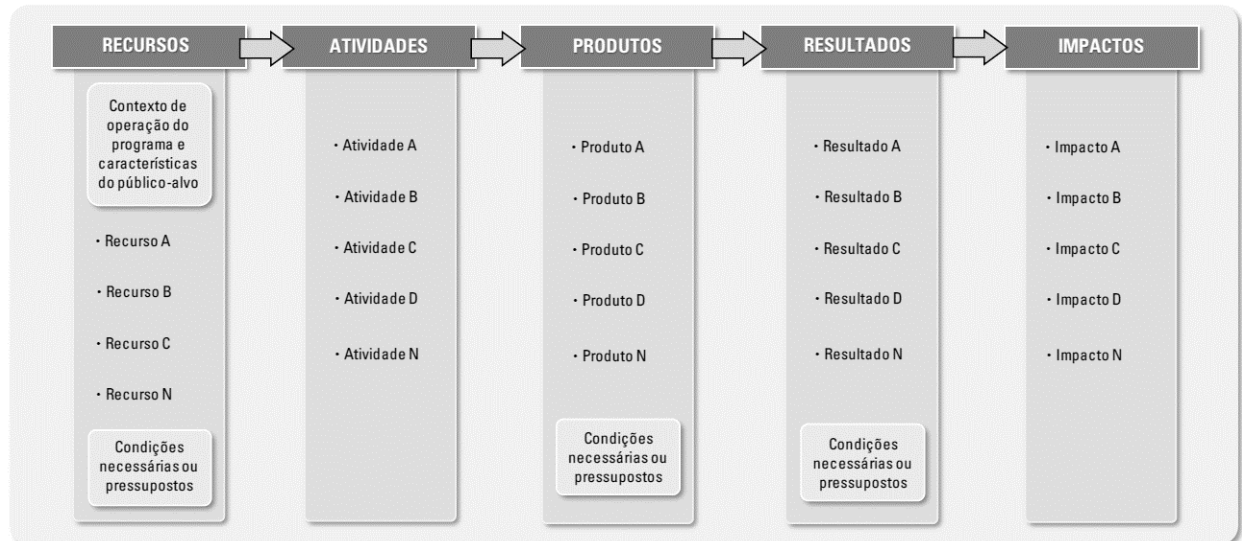 RECURSOS
ATIVIDADES
PRODUTOS
RESULTADOS
IMPACTOS
Contexto de
operação do
programa e
características
do público-alvo
• Recurso A
• Recurso B
• Recurso C
• Recurso N
Condições
necessárias ou
pressupostos
• Atividade A
• Atividade B
• Atividade C
• Atividade D
• Atividade N
• Produto A
• Produto B
• Produto C
• Produto D
• Produto N
Condições
necessárias ou
pressupostos
• Resultado A
• Resultado B
• Resultado C
• Resultado D
• Resultado N
Condições
necessárias ou
pressupostos
• Impacto A
• Impacto B
• Impacto C
• Impacto D
• Impacto N